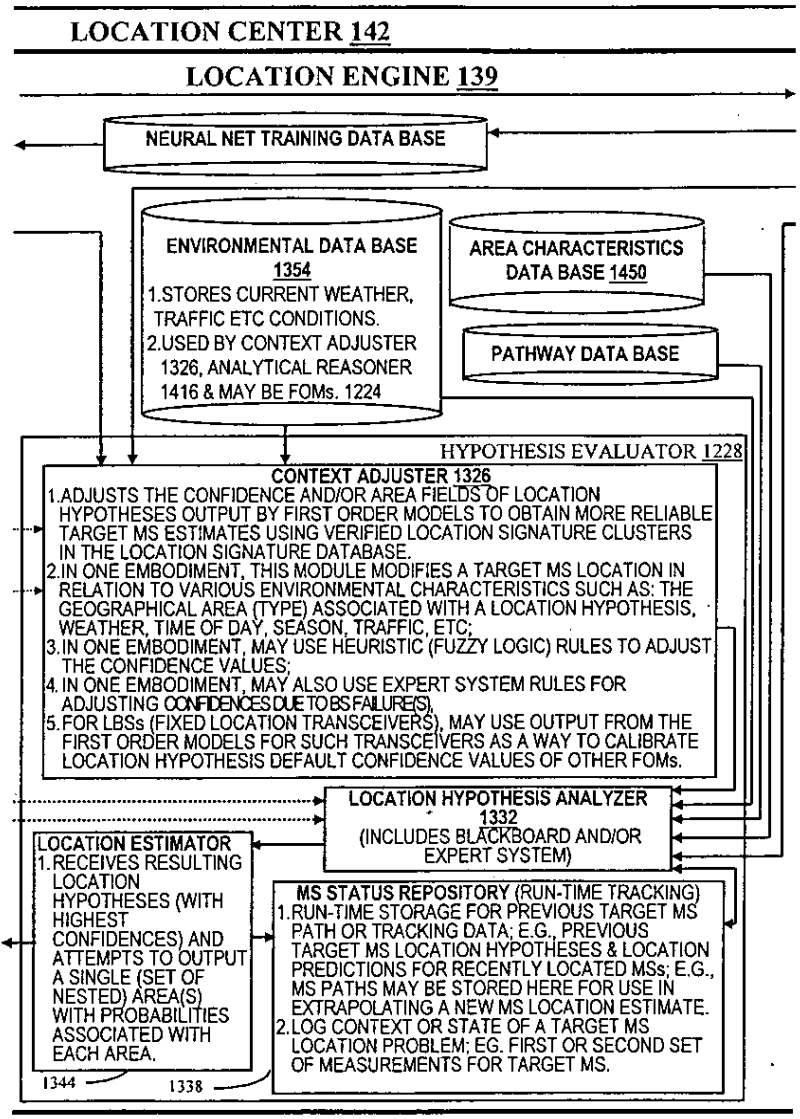 LOCATION CENTER 142
LOCATION ENGINE 139
NEURAL NET TRAINING DATA BASE
ENVIRONMENTAL DATA BASE
1354
1.STORES CURRENT WEATHER,
TRAFFIC ETC CONDITIONS.
2.USED BY CONTEXT ADJUSTER
1326, ANALYTICAL REASONER
1416 & MAY BE FOMs. 1224
AREA CHARACTERISTICS
DATA BASE 1450
PATHWAY DATA BASE
HYPOTHESIS EVALUATOR 1228
CONTEXT ADJUSTER 1326
1.ADJUSTS THE CONFIDENCE AND/OR AREA FIELDS OF LOCATION
HYPOTHESES OUTPUT BY FIRST ORDER MODELS TO OBTAIN MORE RELIABLE
TARGET MS ESTIMATES USING VERIFIED LOCATION SIGNATURE CLUSTERS
IN THE LOCATION SIGNATURE DATABASE.
2.IN ONE EMBODIMENT, THIS MODULE MODIFIES A TARGET MS LOCATION IN
RELATION TO VARIOUS ENVIRONMENTAL CHARACTERISTICS SUCH AS: THE
GEOGRAPHICAL AREA (TYPE) ASSOCIATED WITH A LOCATION HYPOTHESIS,
WEATHER, TIME OF DAY, SEASON, TRAFFIC, ETC;
3.IN ONE EMBODIMENT, MAY USE HEURISTIC (FUZZY LOGIC) RULES TO ADJUST
THE CONFIDENCE VALUES;
4.IN ONE EMBODIMENT, MAY ALSO USE EXPERT SYSTEM RULES FOR
ADJUSTING CONFIDENCES DUE TO BS FAILURE(S),
5.FOR LBSs (FIXED LOCATION TRANSCEIVERS), MAY USE OUTPUT FROM THE
FIRST ORDER MODELS FOR SUCH TRANSCEIVERS AS A WAY TO CALIBRATE
LOCATION HYPOTHESIS DEFAULT CONFIDENCE VALUES OF OTHER FOMs.
LOCATION HYPOTHESIS ANALYZER
1332
(INCLUDES BLACKBOARD AND/OR
EXPERT SYSTEM)
LOCATION ESTIMATOR
1.RECEIVES RESULTING
LOCATION
HYPOTHESES (WITH
HIGHEST
CONFIDENCES) AND
ATTEMPTS TO OUTPUT
A SINGLE (SET OF
NESTED) AREA(S)
WITH PROBABILITIES
ASSOCIATED WITH
EACH AREA.
1344
MS STATUS REPOSITORY (RUN-TIME TRACKING)
1.RUN-TIME STORAGE FOR PREVIOUS TARGET MS
PATH OR TRACKING DATA; E.G., PREVIOUS
TARGET MS LOCATION HYPOTHESES & LOCATION
PREDICTIONS FOR RECENTLY LOCATED MSs; E.G.,
MS PATHS MAY BE STORED HERE FOR USE IN
EXTRAPOLATING A NEW MS LOCATION ESTIMATE.
2.LOG CONTEXT OR STATE OF A TARGET MS
LOCATION PROBLEM; EG. FIRST OR SECOND SET
OF MEASUREMENTS FOR TARGET MS.
1338